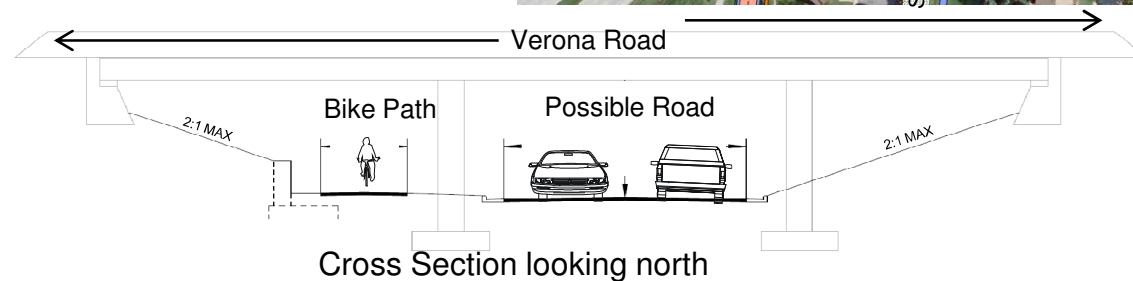 S
Verona Road
Bike Path
Possible Road
2:1 MAX
2:1 MAX
Cross Section looking north